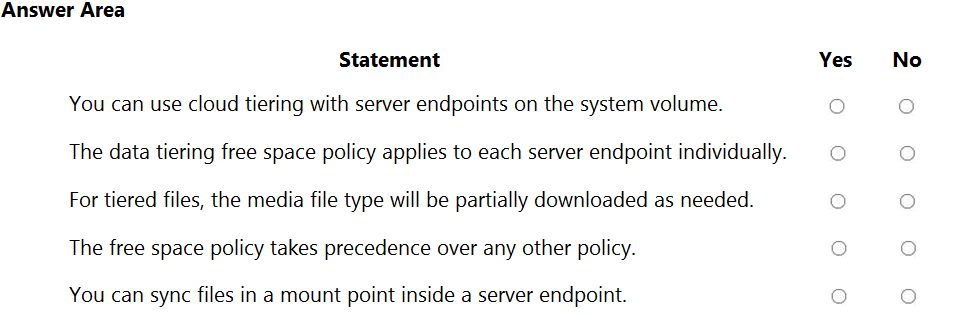 Answer Area
Statement Yes No
You can use cloud tiering with server endpoints on the system volume.
The data tiering free space policy applies to each server endpoint individually.
For tiered files, the media file type will be partially downloaded as needed.
The free space policy takes precedence over any other policy.
You can sync files in a mount point inside a server endpoint.